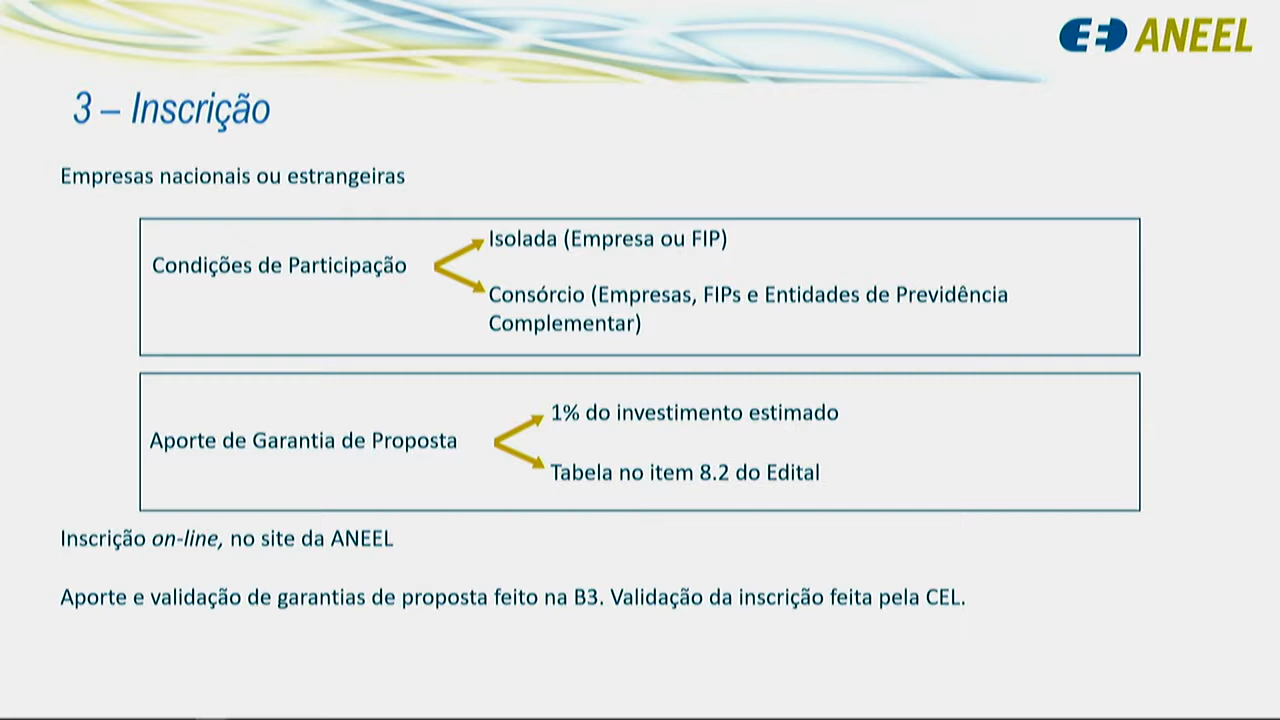 ANEEL
3 – Inscrição
Empresas nacionais ou estrangeiras
Condições de Participação
Isolada (Empresa ou FIP)
Consórcio (Empresas, FIPs e Entidades de Previdência
Complementar)
Aporte de Garantia de Proposta
1% do investimento estimado
Tabela no item 8.2 do Edital
Inscrição on-line, no site da ANEEL
Aporte e validação de garantias de proposta feito na B3. Validação da inscrição feita pela CEL.